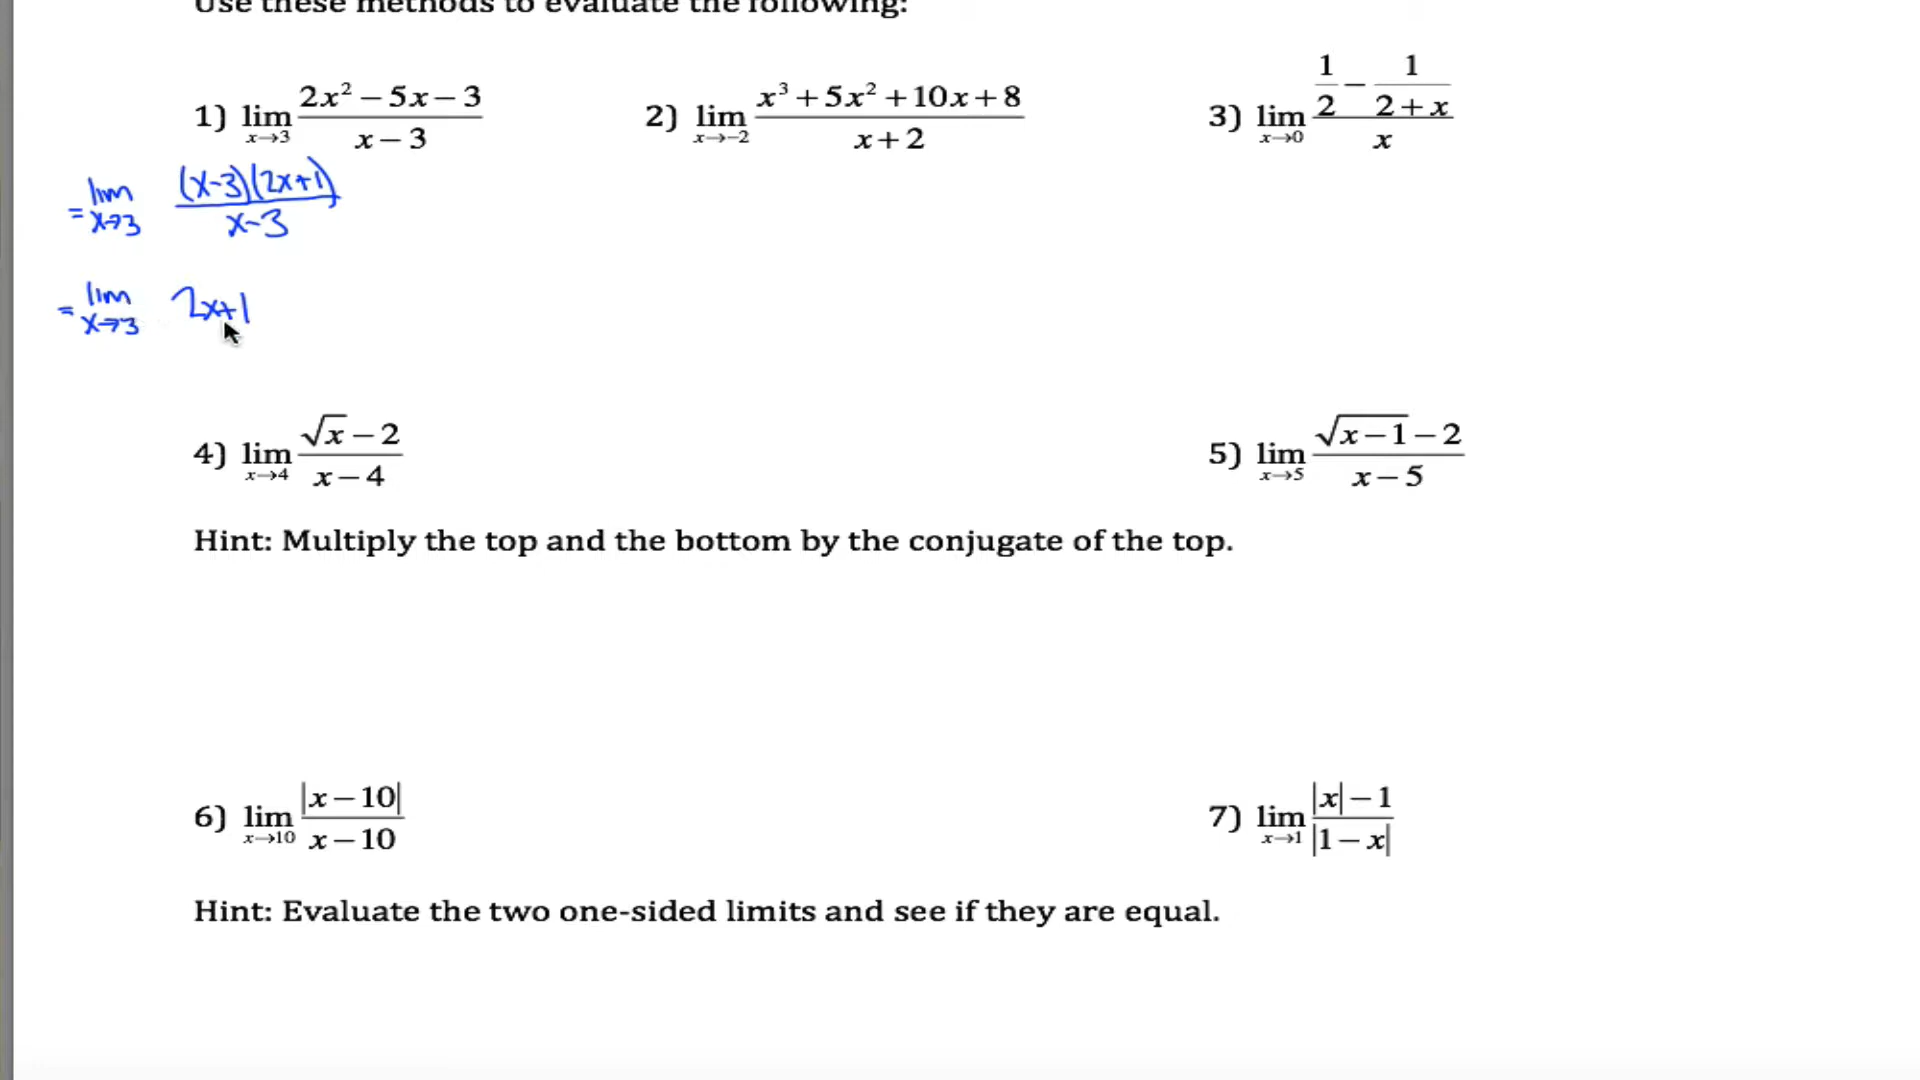 Use these methods to evaluate the following:
1) lim x→3 (2x² – 5x – 3)/(x – 3)
2) lim x→–2 (x³ + 5x² + 10x + 8)/(x + 2)
3) lim x→0 (1/2 – 1/(2 + x))/x
= lim x→3 (x-3)(2x+1)/(x-3)
= lim x→3 2x+1
4) lim x→4 (√x – 2)/(x – 4)
5) lim x→5 (√(x – 1) – 2)/(x – 5)
Hint: Multiply the top and the bottom by the conjugate of the top.
6) lim x→10 |x – 10|/(x – 10)
7) lim x→1 (|x| – 1)/|1 – x|
Hint: Evaluate the two one-sided limits and see if they are equal.